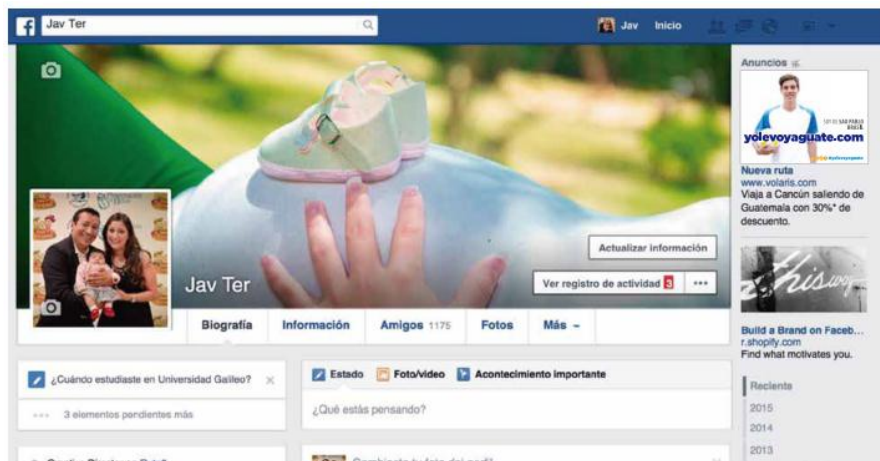 Jav Ter
Jav Inicio
Anuncios
yolevoyaguate.com
Nueva ruta
www.volaris.com
Viaja a Cancún saliendo de
Guatemala con 30%* de
descuento.
Actualizar información
Jav Ter
Ver registro de actividad 3
Biografía Información Amigos 1175 Fotos Más
Build a Brand on Faceb...
r.shopify.com
Find what motivates you.
¿Cuándo estudiaste en Universidad Galileo?
3 elementos pendientes más
Estado Foto/video Acontecimiento importante
¿Qué estás pensando?
Reciente
2015
2014
2013